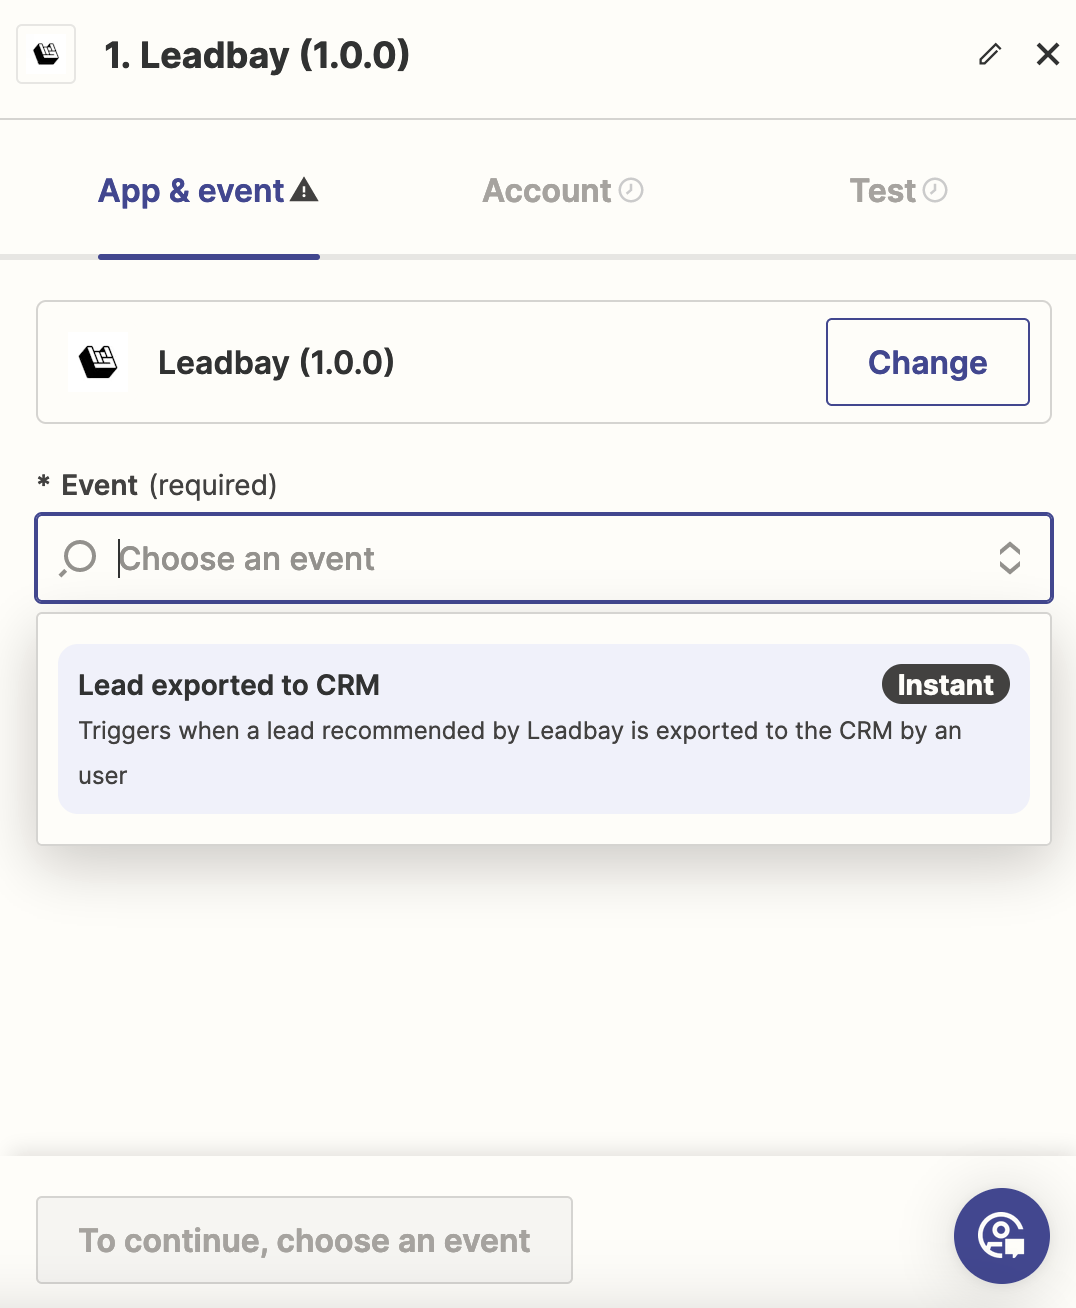 1. Leadbay (1.0.0)
App & event
Account
Test
Leadbay (1.0.0)
Change
* Event (required)
Choose an event
Lead exported to CRM
Instant
Triggers when a lead recommended by Leadbay is exported to the CRM by an
user
To continue, choose an event